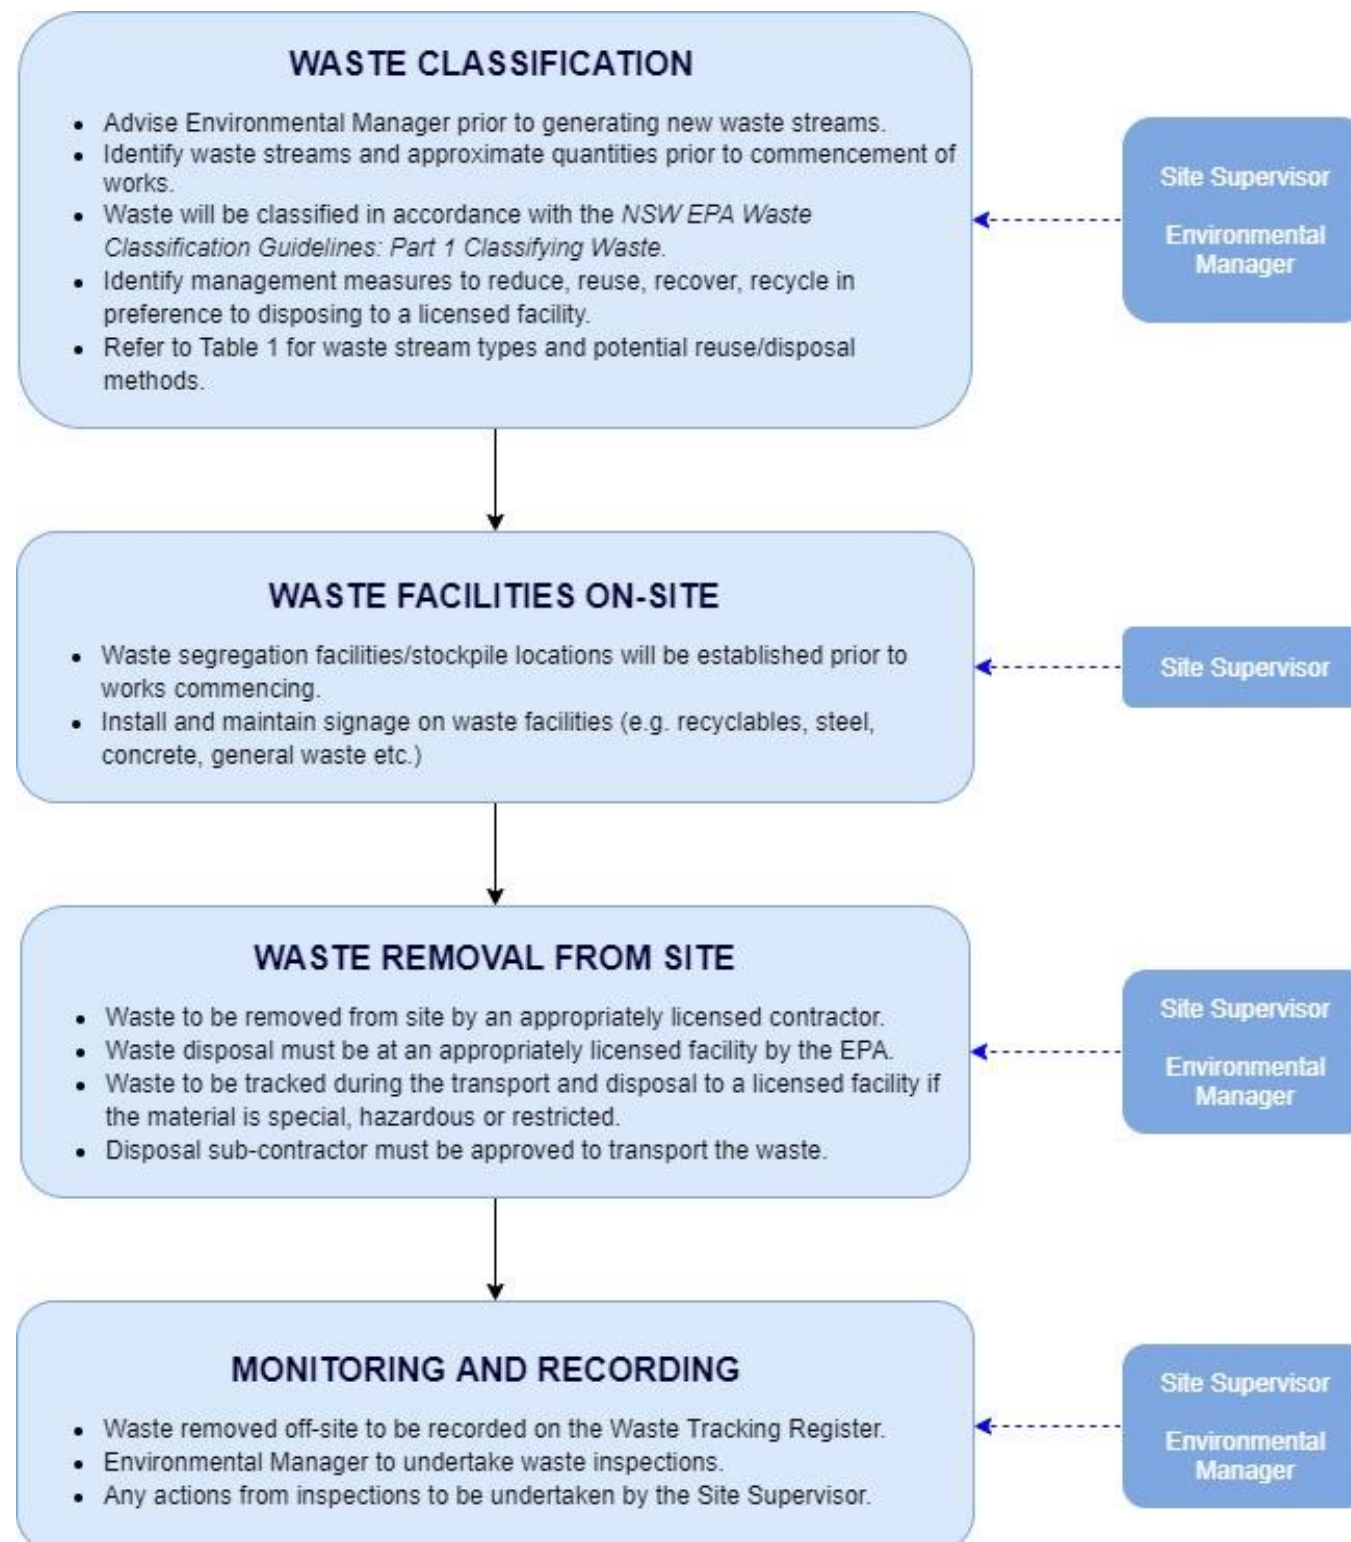 WASTE CLASSIFICATION
• Advise Environmental Manager prior to generating new waste streams.
• Identify waste streams and approximate quantities prior to commencement of
works.
• Waste will be classified in accordance with the NSW EPA Waste
Classification Guidelines: Part 1 Classifying Waste.
• Identify management measures to reduce, reuse, recover, recycle in
preference to disposing to a licensed facility.
• Refer to Table 1 for waste stream types and potential reuse/disposal
methods.
Site Supervisor
Environmental
Manager
WASTE FACILITIES ON-SITE
• Waste segregation facilities/stockpile locations will be established prior to
works commencing.
• Install and maintain signage on waste facilities (e.g. recyclables, steel,
concrete, general waste etc.)
Site Supervisor
WASTE REMOVAL FROM SITE
• Waste to be removed from site by an appropriately licensed contractor.
• Waste disposal must be at an appropriately licensed facility by the EPA.
• Waste to be tracked during the transport and disposal to a licensed facility if
the material is special, hazardous or restricted.
• Disposal sub-contractor must be approved to transport the waste.
Site Supervisor
Environmental
Manager
MONITORING AND RECORDING
• Waste removed off-site to be recorded on the Waste Tracking Register.
• Environmental Manager to undertake waste inspections.
• Any actions from inspections to be undertaken by the Site Supervisor.
Site Supervisor
Environmental
Manager